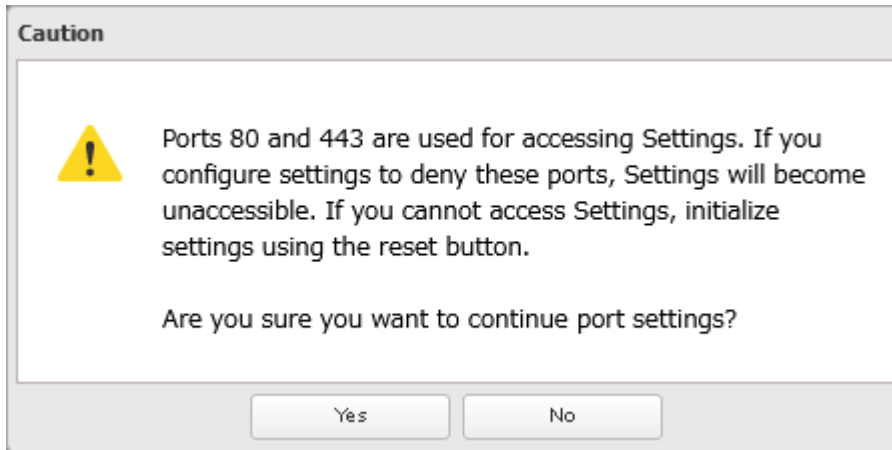 Caution
Ports 80 and 443 are used for accessing Settings. If you
configure settings to deny these ports, Settings will become
unaccessible. If you cannot access Settings, initialize
settings using the reset button.
Are you sure you want to continue port settings?
Yes
No